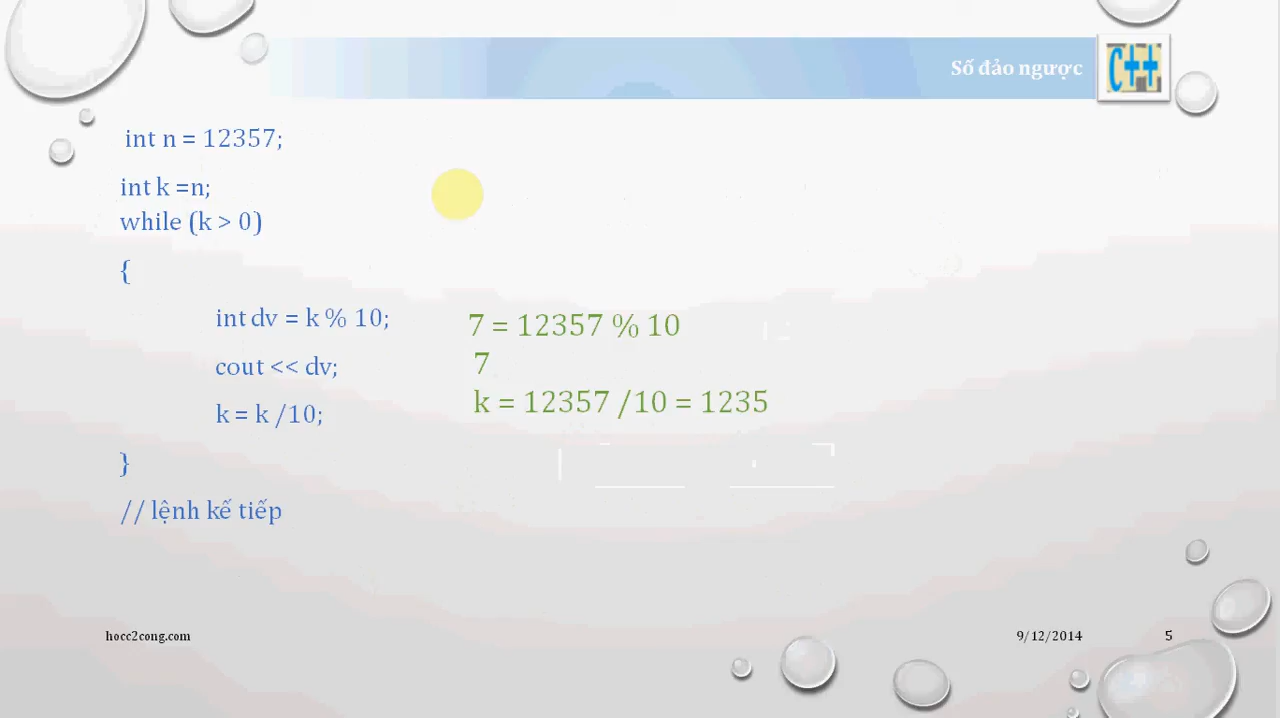 Số đảo ngược
C++
int n = 12357;
int k =n;
while (k > 0)
{
int dv = k % 10;
7 = 12357 % 10
cout << dv;
7
k = k /10;
k = 12357 /10 = 1235
}
// lệnh kế tiếp
hocc2cong.com
9/12/2014
5